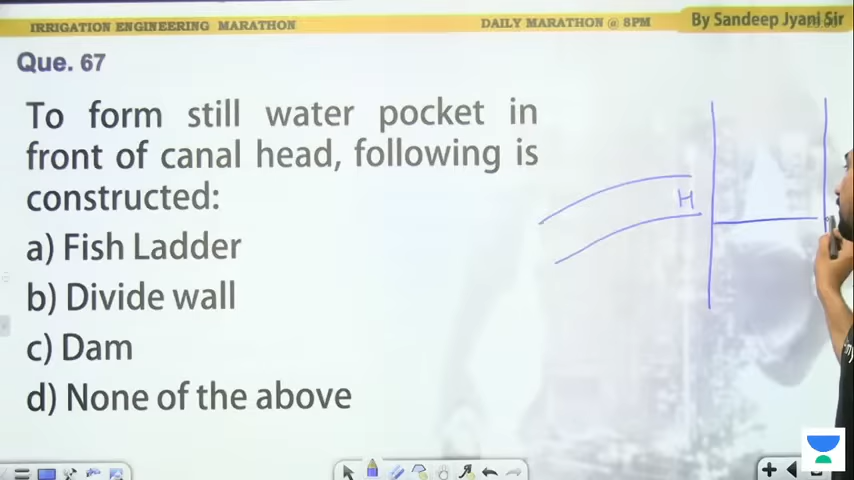 IRRIGATION ENGINEERING MARATHON
DAILY MARATHON @ 8PM
By Sandeep Jyani Sir
Que. 67
To form still water pocket in
front of canal head, following is
constructed:
a) Fish Ladder
b) Divide wall
c) Dam
d) None of the above
H